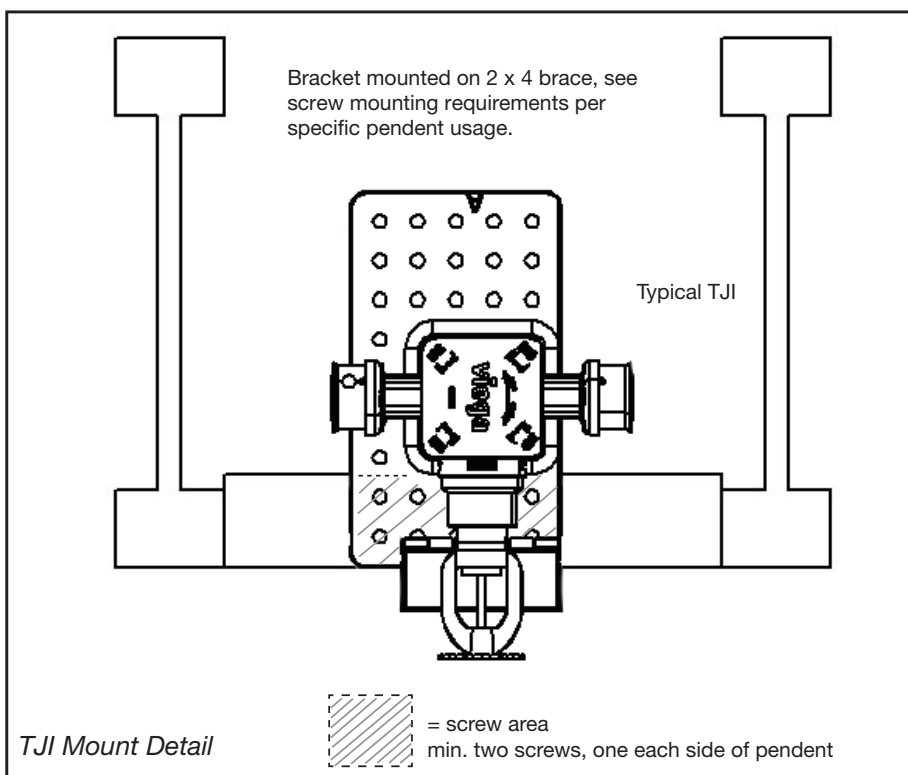 Bracket mounted on 2 x 4 brace, see
screw mounting requirements per
specific pendent usage.
Typical TJI
viega
= screw area
min. two screws, one each side of pendent
TJI Mount Detail